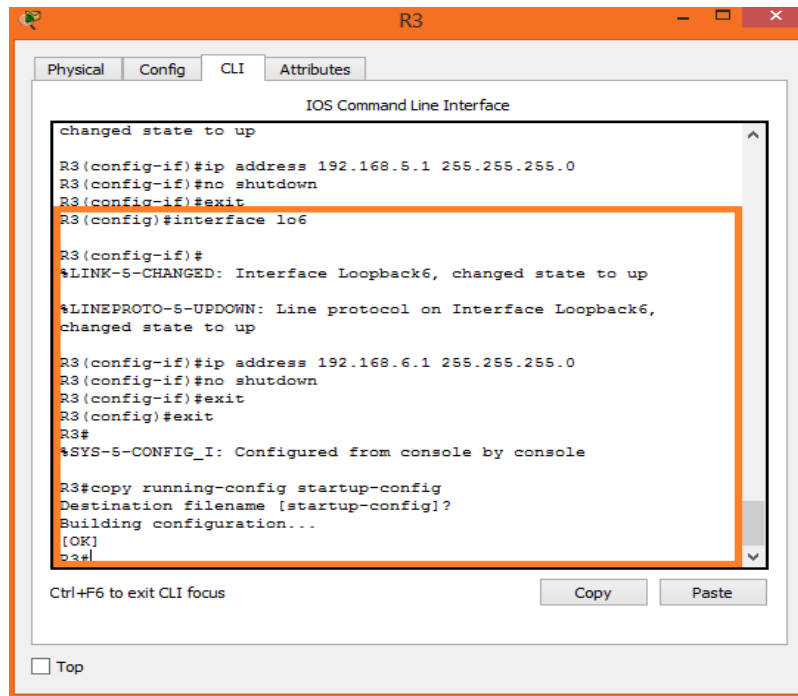 R3
Physical Config CLI Attributes
IOS Command Line Interface
changed state to up
R3(config-if)#ip address 192.168.5.1 255.255.255.0
R3(config-if)#no shutdown
R3(config-if)#exit
R3(config)#interface lo6
R3(config-if)#
%LINK-5-CHANGED: Interface Loopback6, changed state to up
%LINEPROTO-5-UPDOWN: Line protocol on Interface Loopback6,
changed state to up
R3(config-if)#ip address 192.168.6.1 255.255.255.0
R3(config-if)#no shutdown
R3(config-if)#exit
R3(config)#exit
R3#
%SYS-5-CONFIG_I: Configured from console by console
R3#copy running-config startup-config
Destination filename [startup-config]?
Building configuration...
[OK]
R3#
Ctrl+F6 to exit CLI focus
Copy Paste
Top